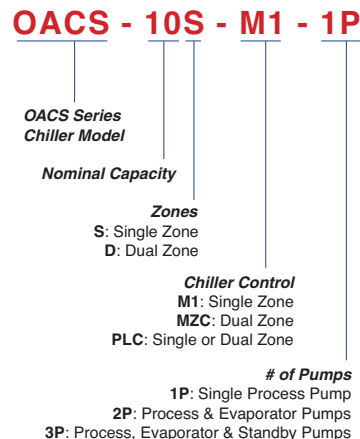 OACS - 10S - M1 - 1P
OACS Series
Chiller Model
Nominal Capacity
Zones
S: Single Zone
D: Dual Zone
Chiller Control
M1: Single Zone
MZC: Dual Zone
PLC: Single or Dual Zone
# of Pumps
1P: Single Process Pump
2P: Process & Evaporator Pumps
3P: Process, Evaporator & Standby Pumps